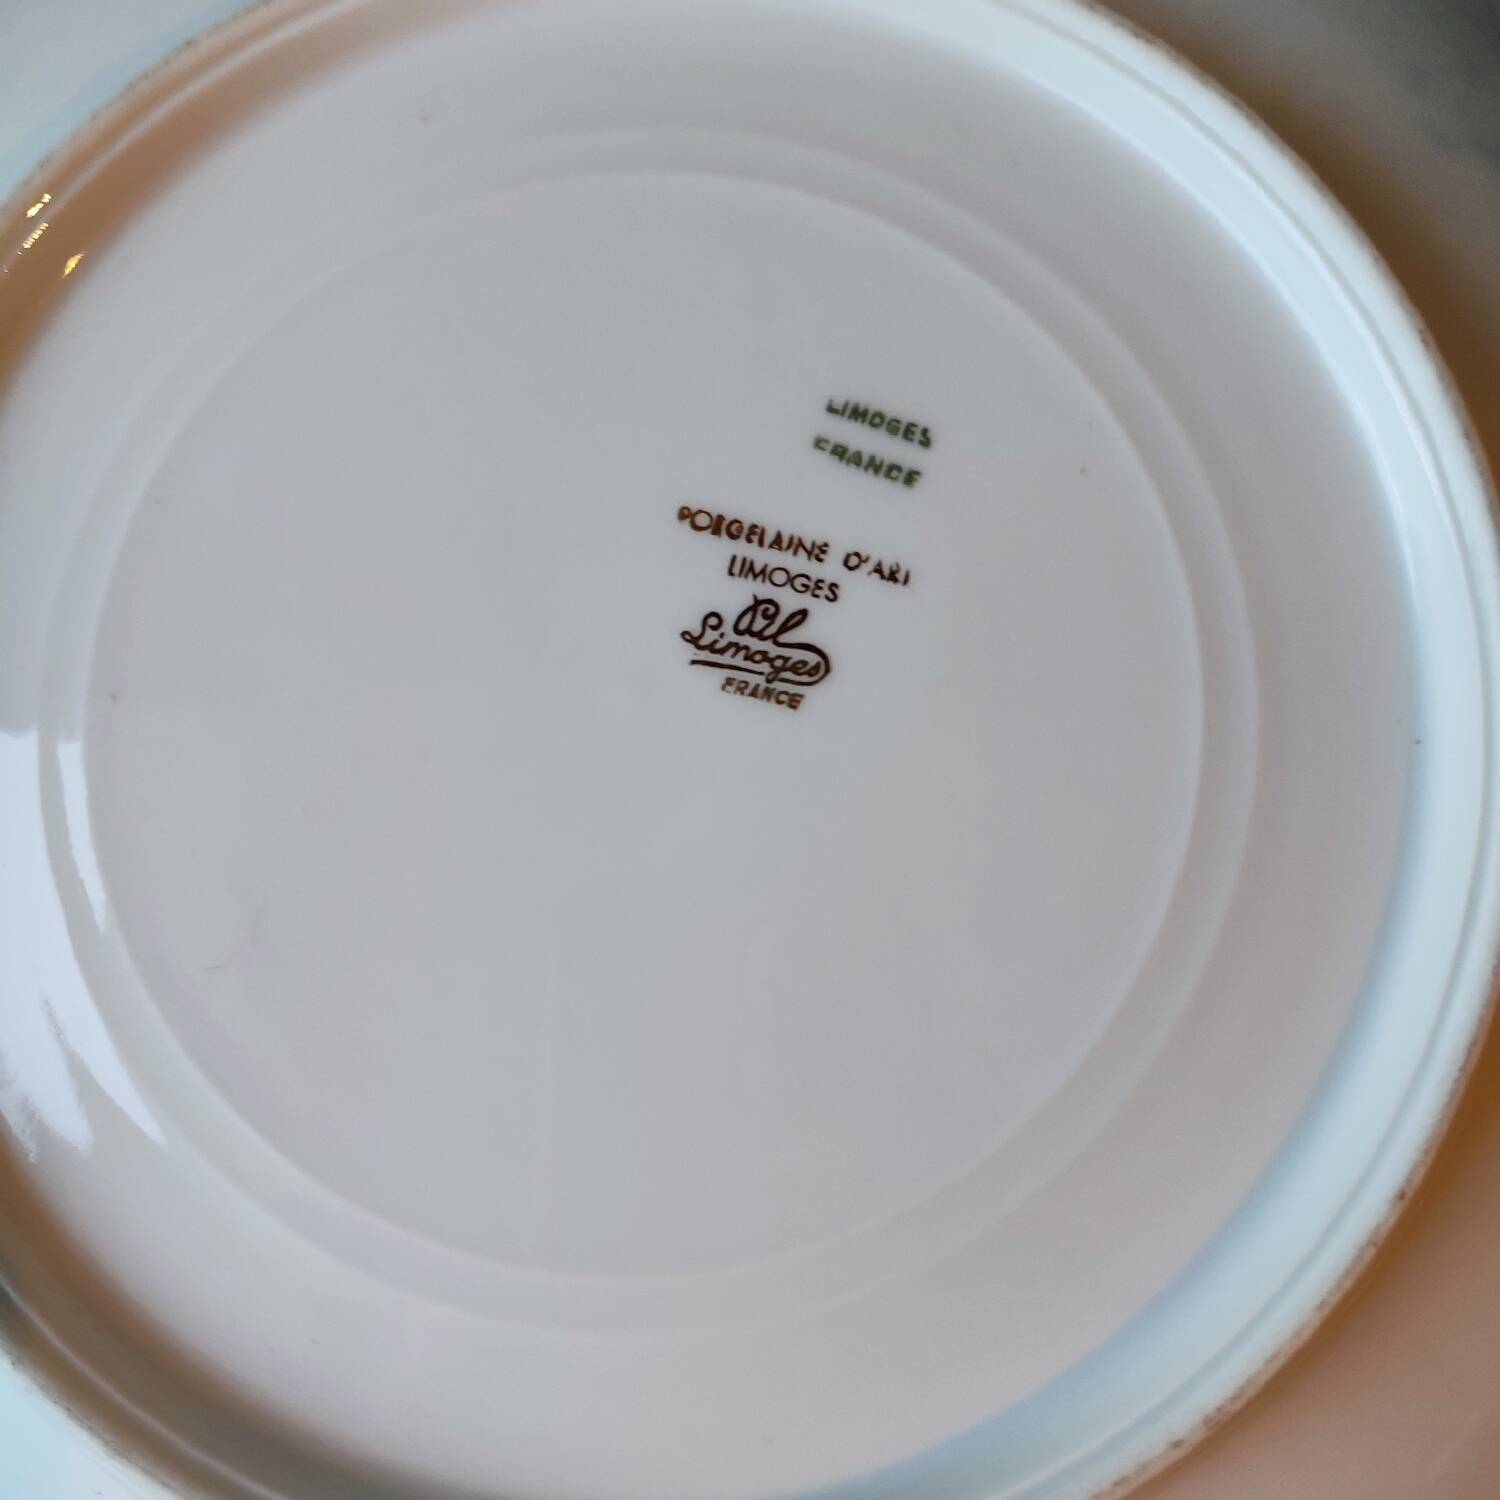 LIMOGES
FRANCE
PORCELAINE D'ART
LIMOGES
Limoges
FRANCE